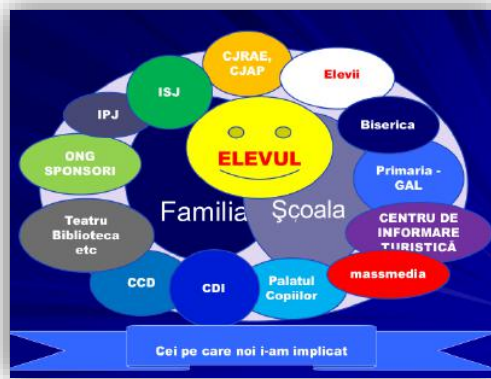 CJRAE,
CJAP
Elevii
ISJ
IPJ
Biserica
ELEVUL
ONG
SPONSORI
Primaria -
GAL
Familia
Şcoala
Teatru
Biblioteca
etc
CENTRU DE
INFORMARE
TURISTICĂ
massmedia
CCD
CDI
Palatul
Copiilor
Cei pe care noi i-am implicat